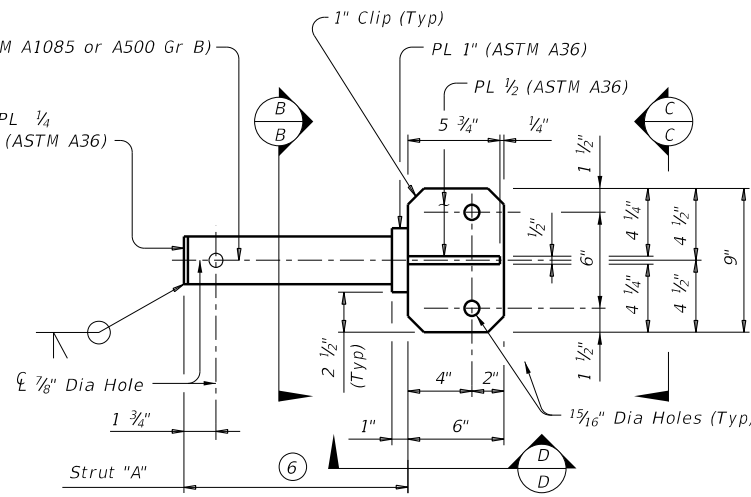 1" Clip (Typ)
M A1085 or A500 Gr B)
PL 1" (ASTM A36)
PL 1/2 (ASTM A36)
PL 1/4
(ASTM A36)
B
B
C
C
5 3/4"
1/4"
1 1/2"
1/2"
6"
4 1/4"
4 1/2"
9"
4 1/4"
4 1/2"
1 1/2"
2 1/2"
(Typ)
4"
2"
℄ 7/8" Dia Hole
15/16" Dia Holes (Typ)
1 3/4"
1"
6"
Strut "A"
6
D
D